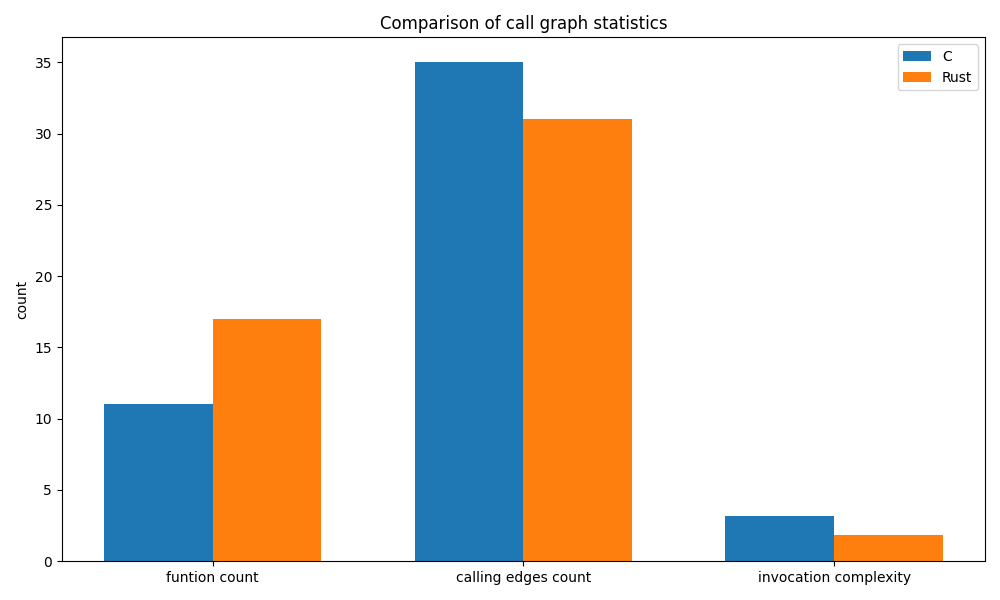 Comparison of call graph statistics
C
Rust
count
35
30
25
20
15
10
5
0
funtion count
calling edges count
invocation complexity